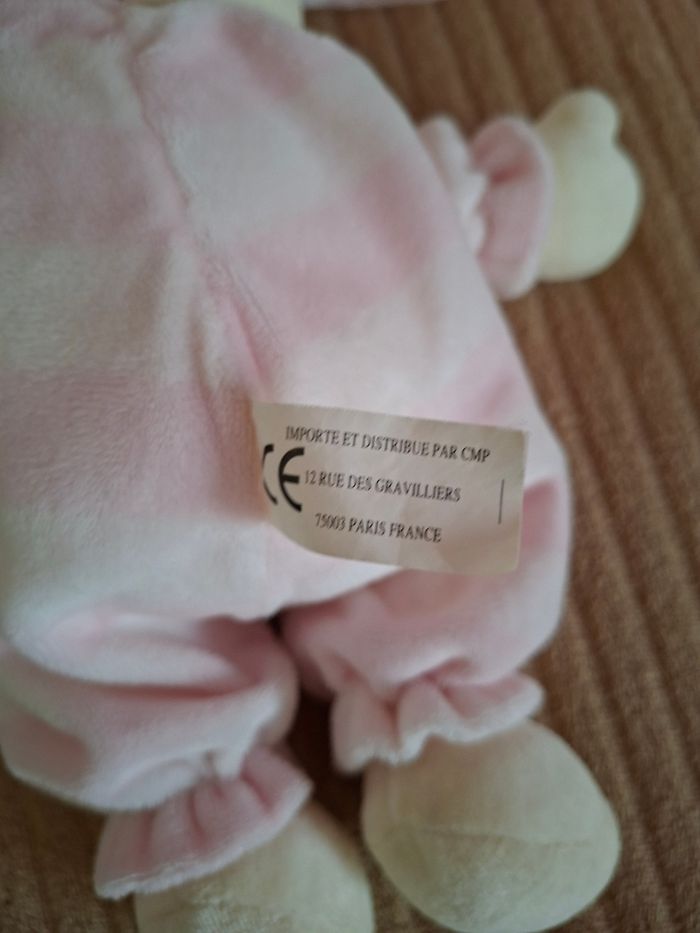 IMPORTE ET DISTRIBUE PAR CMP
CE 12 RUE DES GRAVILLIERS
75003 PARIS FRANCE